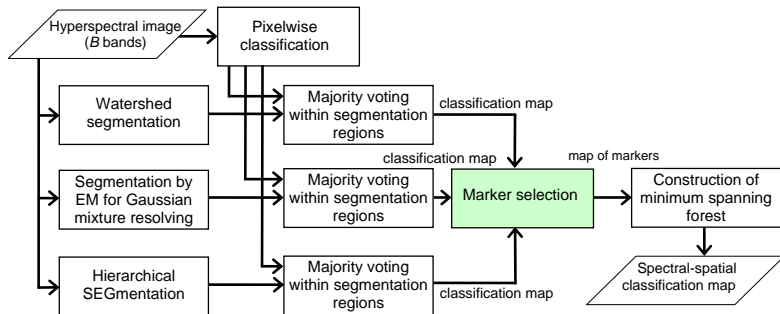 Hyperspectral image
(B bands)
Pixelwise
classification
Watershed
segmentation
Majority voting
within segmentation
regions
classification map
Segmentation by
EM for Gaussian
mixture resolving
Majority voting
within segmentation
regions
classification map
Marker selection
map of markers
Construction of
minimum spanning
forest
Hierarchical
SEGmentation
Majority voting
within segmentation
regions
classification map
Spectral-spatial
classification map